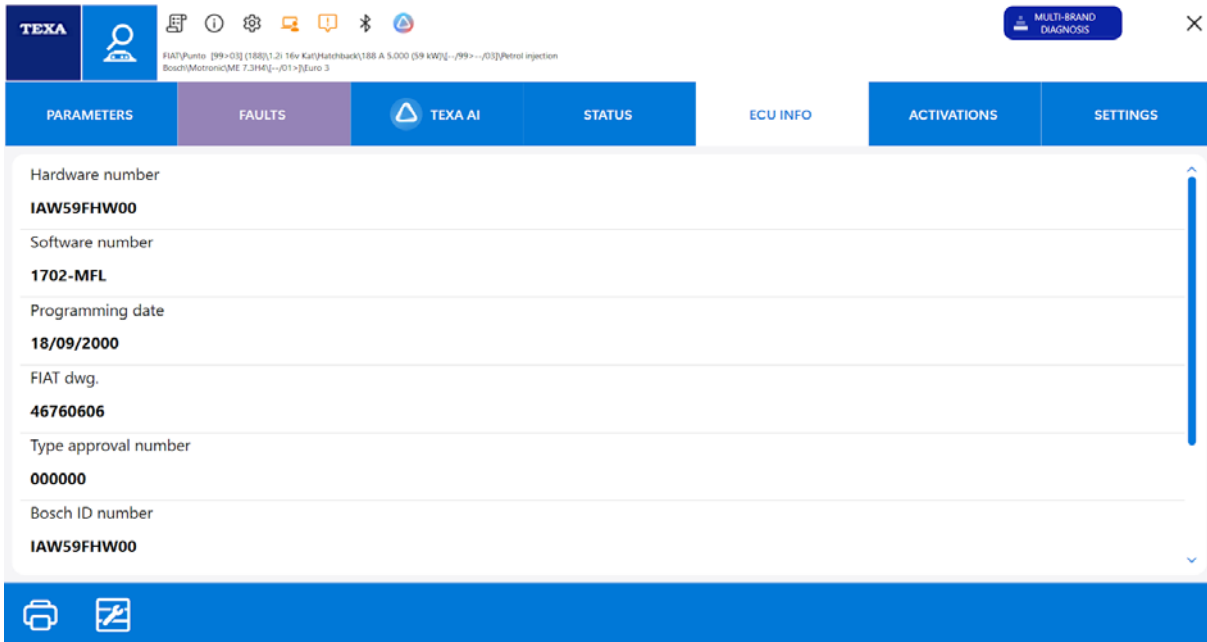 TEXA
FIAT\Punto [99>03] (188)\1.2i 16v Kat\Hatchback\188 A 5.000 (59 kW)\[--/99>--/03]\Petrol injection
Bosch\Motronic\ME 7.3H4\[--/01>]\Euro 3
MULTI-BRAND
DIAGNOSIS
PARAMETERS
FAULTS
TEXA AI
STATUS
ECU INFO
ACTIVATIONS
SETTINGS
Hardware number
IAW59FHW00
Software number
1702-MFL
Programming date
18/09/2000
FIAT dwg.
46760606
Type approval number
000000
Bosch ID number
IAW59FHW00